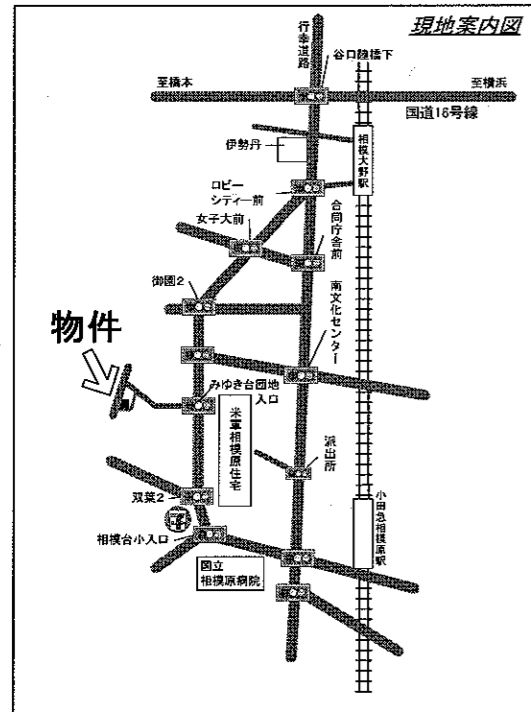 現地案内図
行幸道路
谷口陸橋下
至橋本
至横浜
国道16号線
伊勢丹
相模大野駅
ロビー
シティー前
女子大前
合同庁舎前
御園2
南文化センター
物件
みゆき台団地
入口
米軍相模原住宅
派出所
双葉2
小田急相模原駅
相模台小入口
国立
相模原病院